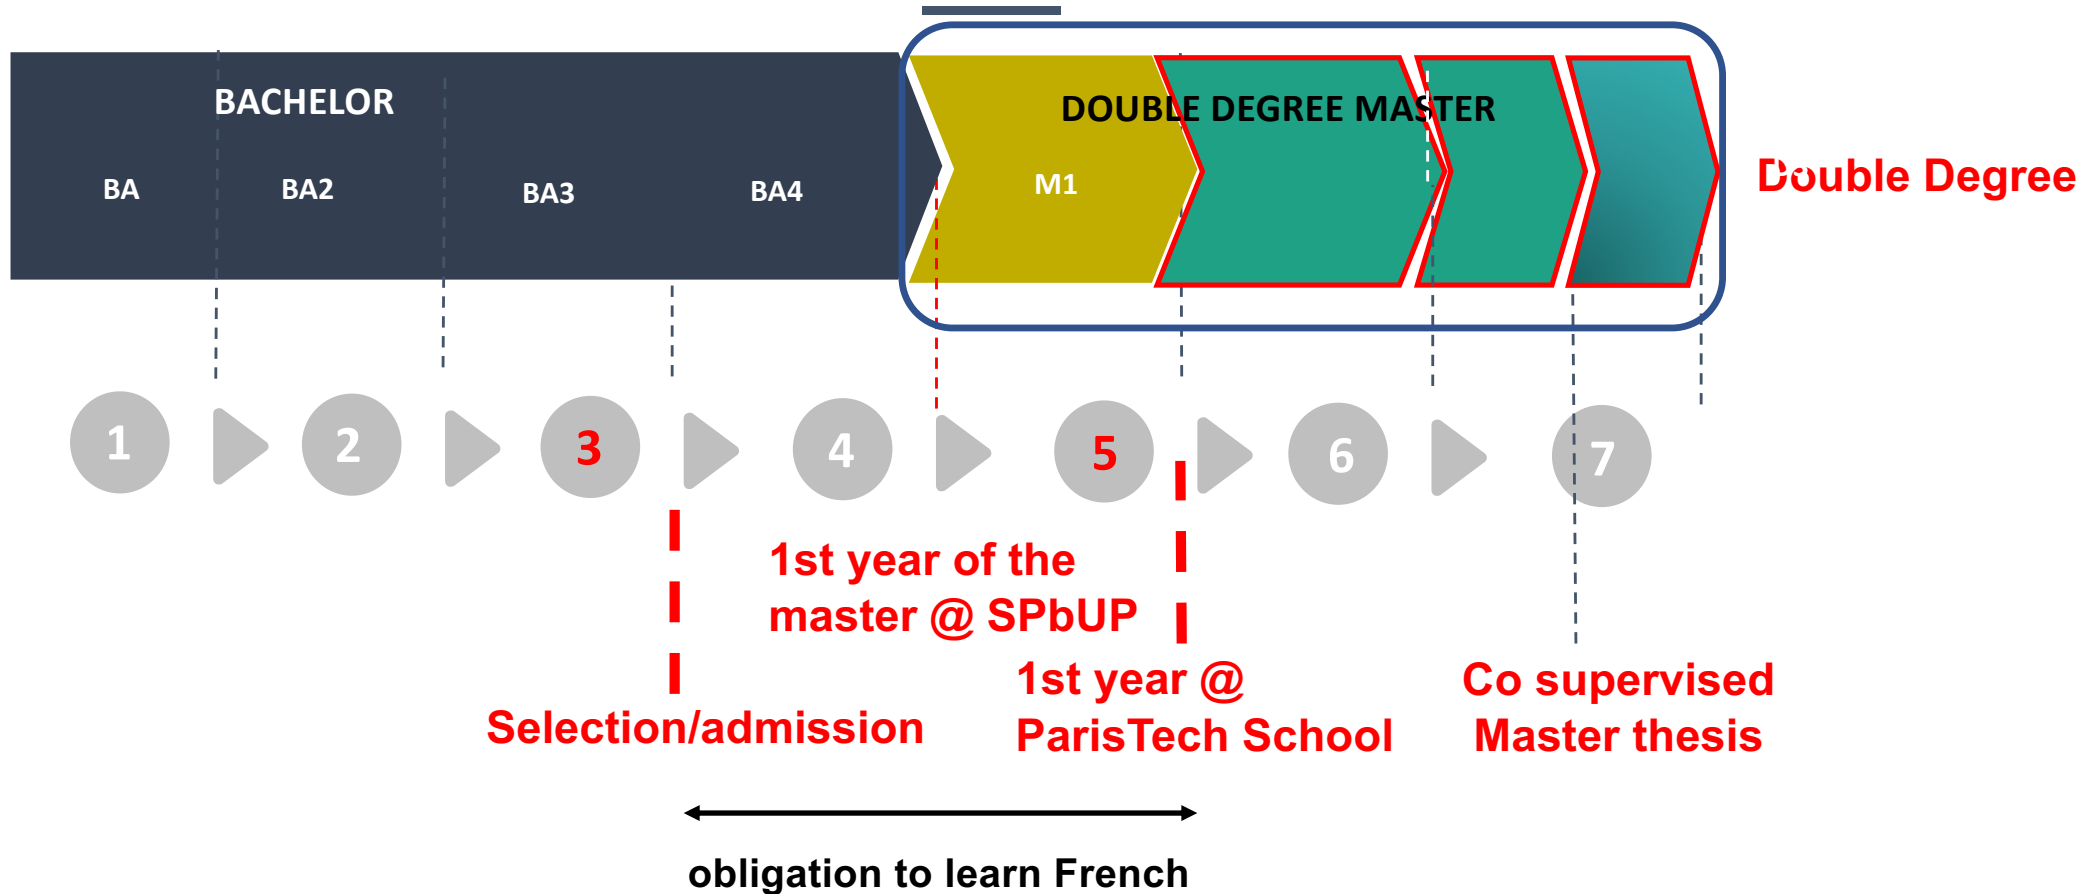 BACHELOR
DOUBLE DEGREE MASTER
BA
BA2
BA3
BA4
M1
Double Degree
1
2
3
4
5
6
7
1st year of the
master @ SPbUP
1st year @
ParisTech School
Co supervised
Master thesis
Selection/admission
obligation to learn French